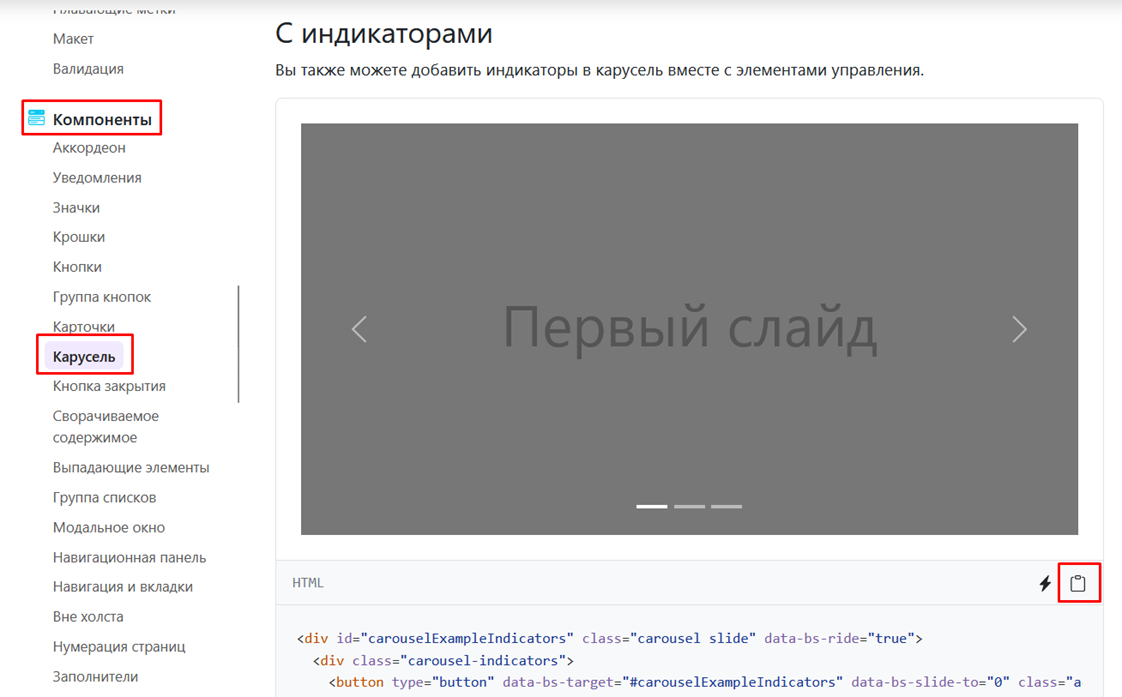 Плавающие метки
Макет
Валидация
Компоненты
Аккордеон
Уведомления
Значки
Крошки
Кнопки
Группа кнопок
Карточки
Карусель
Кнопка закрытия
Сворачиваемое
содержимое
Выпадающие элементы
Группа списков
Модальное окно
Навигационная панель
Навигация и вкладки
Вне холста
Нумерация страниц
Заполнители
С индикаторами
Вы также можете добавить индикаторы в карусель вместе с элементами управления.
Первый слайд
HTML
<div id="carouselExampleIndicators" class="carousel slide" data-bs-ride="true">
<div class="carousel-indicators">
<button type="button" data-bs-target="#carouselExampleIndicators" data-bs-slide-to="0" class="a